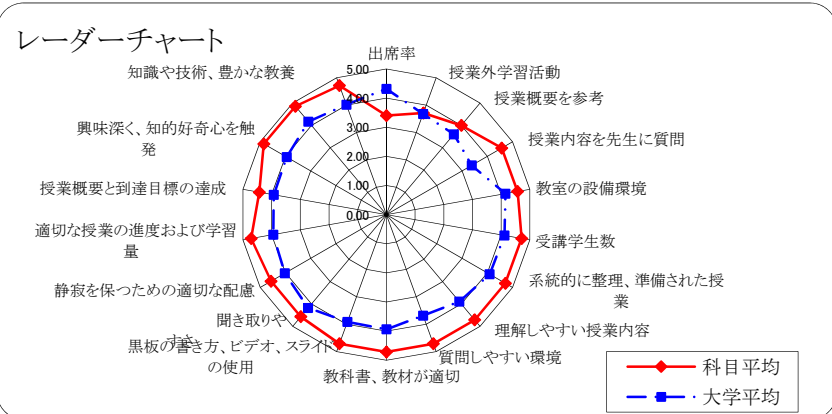 レーダーチャート
出席率
授業外学習活動
授業概要を参考
授業内容を先生に質問
教室の設備環境
受講学生数
系統的に整理、準備された授
業
理解しやすい授業内容
質問しやすい環境
教科書、教材が適切
黒板の書き方、ビデオ、スライド
の使用
聞き取りや
すさ
静寂を保つための適切な配慮
適切な授業の進度および学習
量
授業概要と到達目標の達成
興味深く、知的好奇心を触
発
知識や技術、豊かな教養
5.00
4.00
3.00
2.00
1.00
0.00
科目平均
大学平均